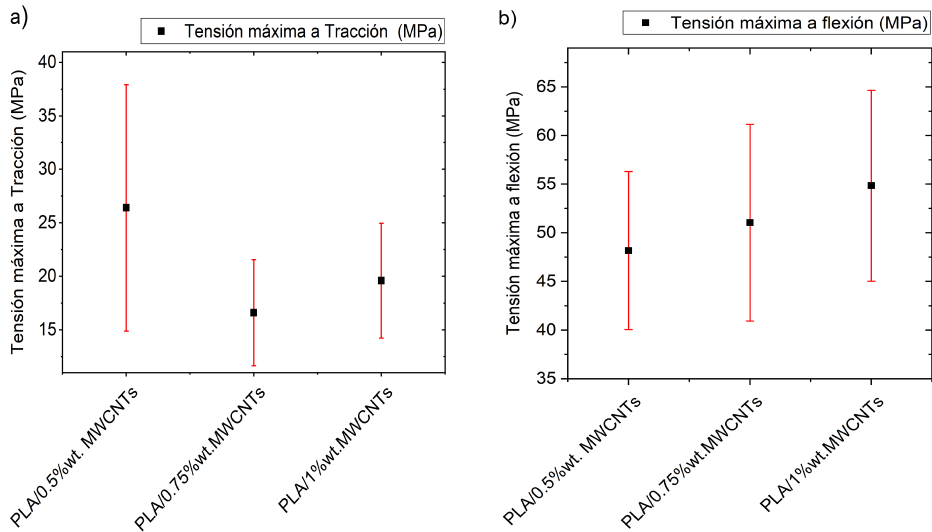 a)
Tensión máxima a Tracción (MPa)
Tensión máxima a Tracción (MPa)
40
35
30
25
20
15
PLA/0.5%wt. MWCNTs
PLA/0.75%wt.MWCNTs
PLA/1%wt.MWCNTs
b)
Tensión máxima a flexión (MPa)
Tensión máxima a flexión (MPa)
65
60
55
50
45
40
35
PLA/0.5%wt. MWCNTs
PLA/0.75%wt.MWCNTs
PLA/1%wt.MWCNTs